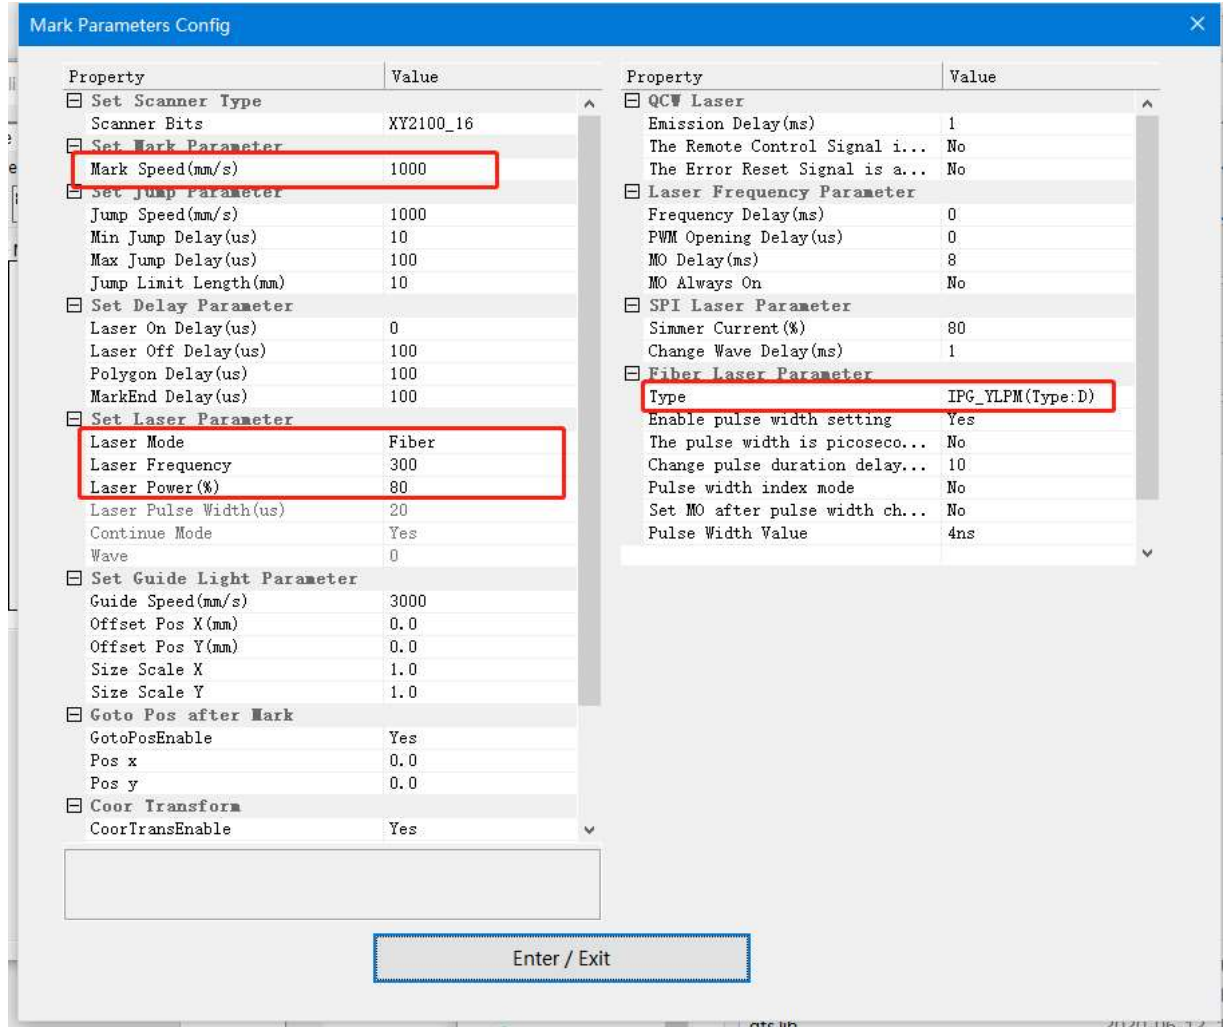 Mark Parameters Config
Property Value
Set Scanner Type
Scanner Bits XY2100_16
Set Mark Parameter
Mark Speed(mm/s) 1000
Set Jump Parameter
Jump Speed(mm/s) 1000
Min Jump Delay(us) 10
Max Jump Delay(us) 100
Jump Limit Length(mm) 10
Set Delay Parameter
Laser On Delay(us) 0
Laser Off Delay(us) 100
Polygon Delay(us) 100
MarkEnd Delay(us) 100
Set Laser Parameter
Laser Mode Fiber
Laser Frequency 300
Laser Power(%) 80
Laser Pulse Width(us) 20
Continue Mode Yes
Wave 0
Set Guide Light Parameter
Guide Speed(mm/s) 3000
Offset Pos X(mm) 0.0
Offset Pos Y(mm) 0.0
Size Scale X 1.0
Size Scale Y 1.0
Goto Pos after Mark
GotoPosEnable Yes
Pos x 0.0
Pos y 0.0
Coor Transform
CoorTransEnable Yes
Property Value
QCW Laser
Emission Delay(ms) 1
The Remote Control Signal i... No
The Error Reset Signal is a... No
Laser Frequency Parameter
Frequency Delay(ms) 0
PWM Opening Delay(us) 0
MO Delay(ms) 8
MO Always On No
SPI Laser Parameter
Simmer Current(%) 80
Change Wave Delay(ms) 1
Fiber Laser Parameter
Type IPG_YLPM(Type:D)
Enable pulse width setting Yes
The pulse width is picoseco... No
Change pulse duration delay... 10
Pulse width index mode No
Set MO after pulse width ch... No
Pulse Width Value 4ns
Enter / Exit